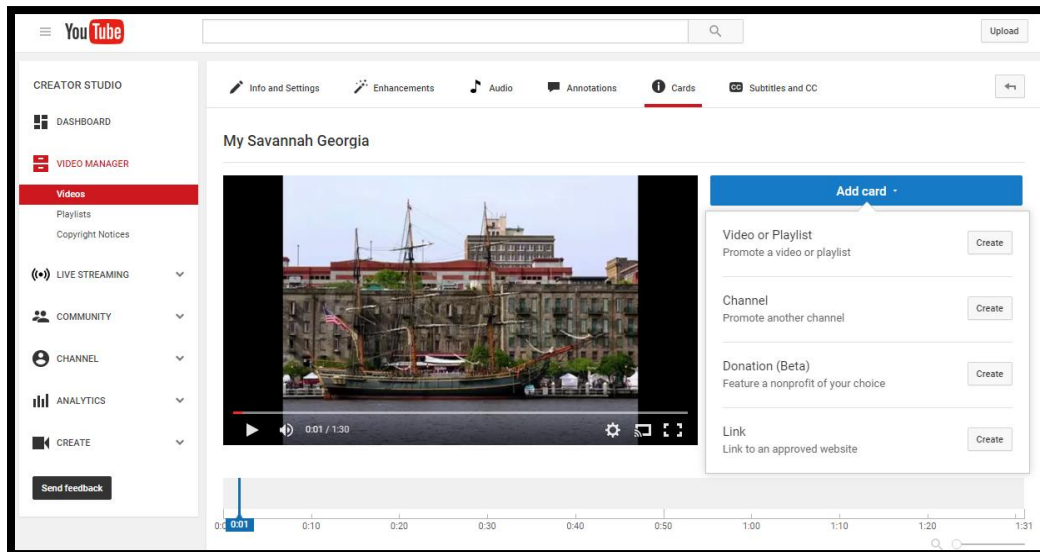 YouTube
Upload
CREATOR STUDIO
DASHBOARD
VIDEO MANAGER
Videos
Playlists
Copyright Notices
LIVE STREAMING
COMMUNITY
CHANNEL
ANALYTICS
CREATE
Send feedback
Info and Settings
Enhancements
Audio
Annotations
Cards
CC Subtitles and CC
My Savannah Georgia
0:01 / 1:30
Add card
Video or Playlist
Promote a video or playlist
Create
Channel
Promote another channel
Create
Donation (Beta)
Feature a nonprofit of your choice
Create
Link
Link to an approved website
Create
0:01 0:10 0:20 0:30 0:40 0:50 1:00 1:10 1:20 1:31